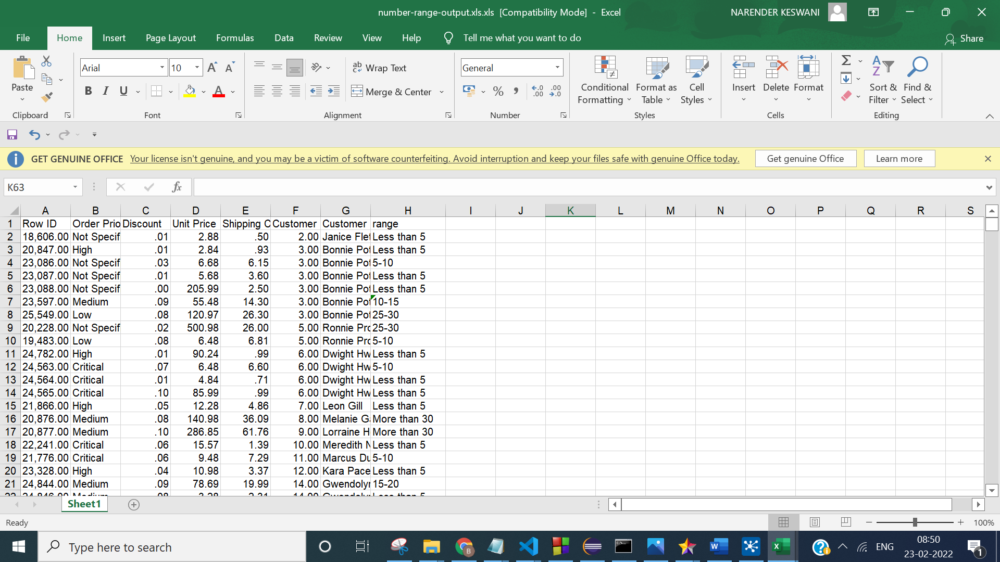 number-range-output.xls.xls [Compatibility Mode] - Excel
NARENDER KESWANI
File Home Insert Page Layout Formulas Data Review View Help Tell me what you want to do Share
Paste
Clipboard
Arial 10
B I U
Font
ab Wrap Text
Merge & Center
Alignment
General
% , .00
Number
Conditional Formatting
Format as Table
Cell Styles
Styles
Insert Delete Format
Cells
Sort & Filter
Find & Select
Editing
GET GENUINE OFFICE Your license isn't genuine, and you may be a victim of software counterfeiting. Avoid interruption and keep your files safe with genuine Office today. Get genuine Office Learn more
K63 fx
A B C D E F G H I J K L M N O P Q R S
1 Row ID Order Prio Discount Unit Price Shipping C Customer Customer range
2 18,606.00 Not Specif .01 2.88 .50 2.00 Janice Flet Less than 5
3 20,847.00 High .01 2.84 .93 3.00 Bonnie Pot Less than 5
4 23,086.00 Not Specif .03 6.68 6.15 3.00 Bonnie Pot 5-10
5 23,087.00 Not Specif .01 5.68 3.60 3.00 Bonnie Pot Less than 5
6 23,088.00 Not Specif .00 205.99 2.50 3.00 Bonnie Pot Less than 5
7 23,597.00 Medium .09 55.48 14.30 3.00 Bonnie Pot 10-15
8 25,549.00 Low .08 120.97 26.30 3.00 Bonnie Pot 25-30
9 20,228.00 Not Specif .02 500.98 26.00 5.00 Ronnie Pro 25-30
10 19,483.00 Low .08 6.48 6.81 5.00 Ronnie Pro 5-10
11 24,782.00 High .01 90.24 .99 6.00 Dwight Hw Less than 5
12 24,563.00 Critical .07 6.48 6.60 6.00 Dwight Hw 5-10
13 24,564.00 Critical .01 4.84 .71 6.00 Dwight Hw Less than 5
14 24,565.00 Critical .10 85.99 .99 6.00 Dwight Hw Less than 5
15 21,866.00 High .05 12.28 4.86 7.00 Leon Gill Less than 5
16 20,876.00 Medium .08 140.98 36.09 8.00 Melanie Ga More than 30
17 20,877.00 Medium .10 286.85 61.76 9.00 Lorraine H More than 30
18 22,241.00 Critical .06 15.57 1.39 10.00 Meredith N Less than 5
19 21,776.00 Critical .06 9.48 7.29 11.00 Marcus Du 5-10
20 23,328.00 High .04 10.98 3.37 12.00 Kara Pace Less than 5
21 24,844.00 Medium .09 78.69 19.99 14.00 Gwendolyn 15-20
Sheet1
Ready 100%
Type here to search
ENG
08:50
23-02-2022
1